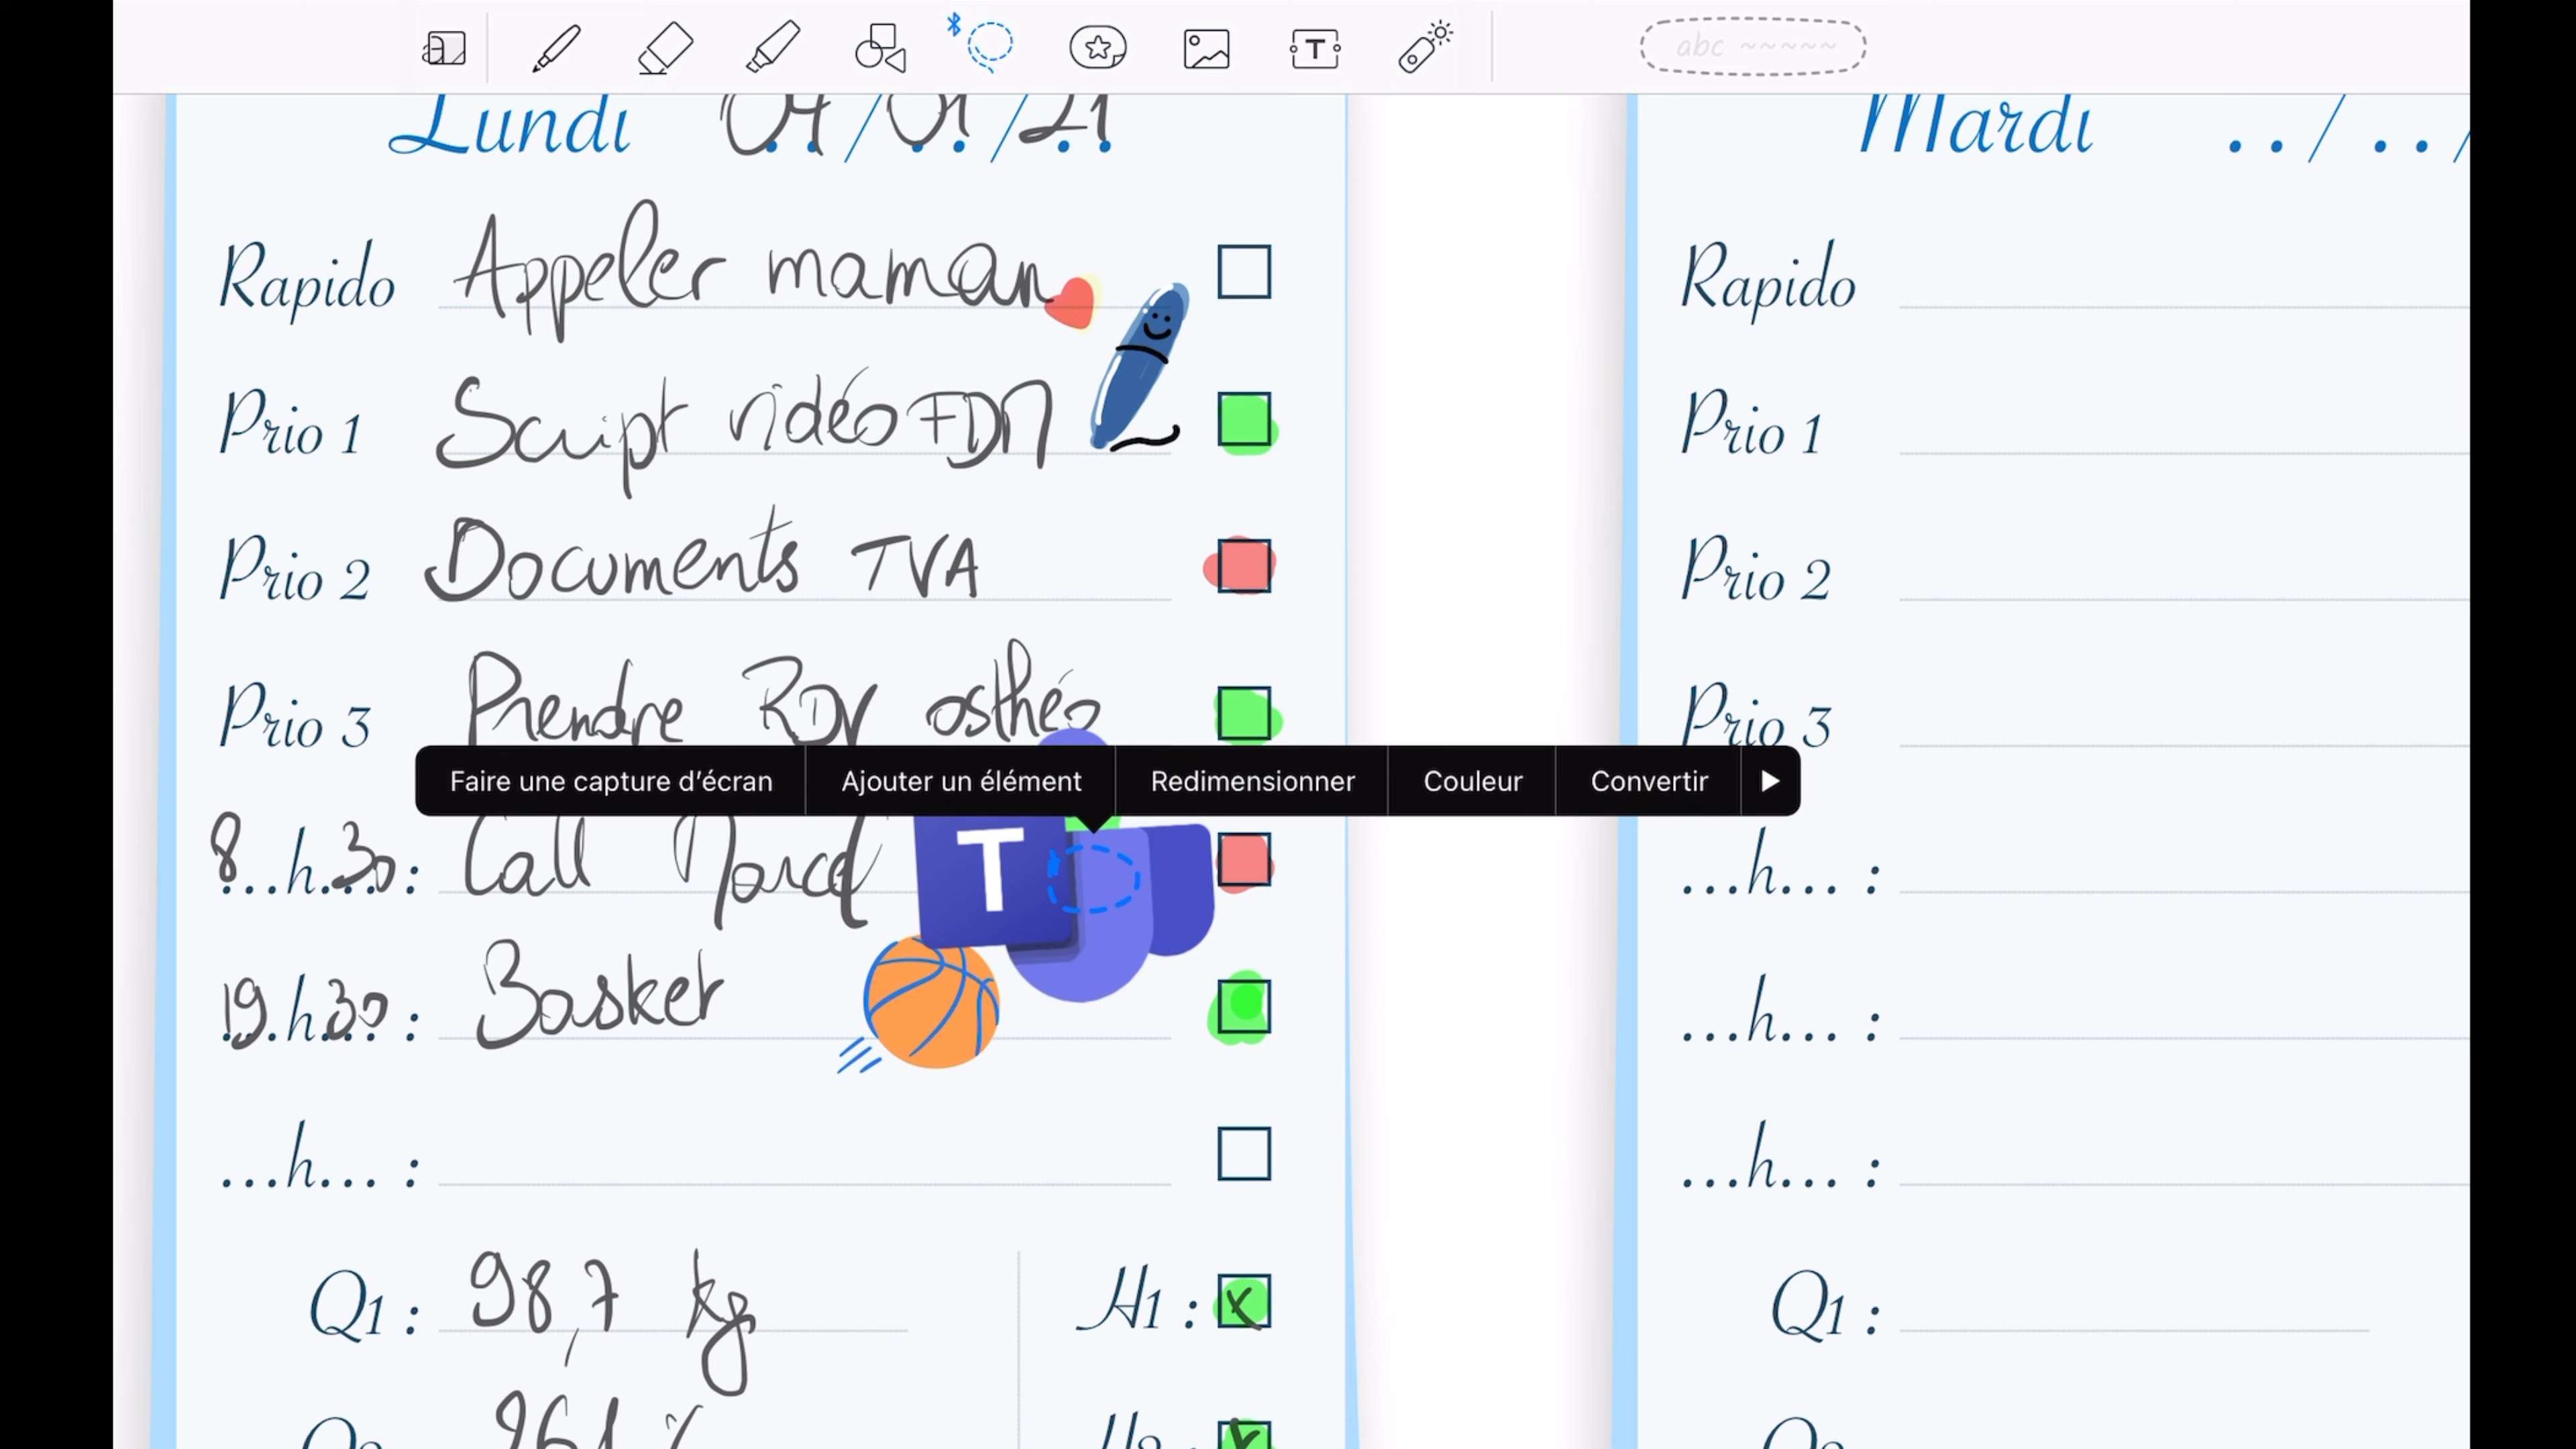 abc ~~~~~
Lundi 04/01/21
Rapido Appeler maman
Prio 1 Script vidéo FDM
Prio 2 Documents TVA
Prio 3 Prendre RDV osthéo
Faire une capture d’écran Ajouter un élément Redimensionner Couleur Convertir
8 ...h...30 : Call Marcel T
19 ...h...30 : Basket
...h... :
Q1 : 98,7 kg H1 : x
Mardi ../../
Rapido
Prio 1
Prio 2
Prio 3
...h... :
...h... :
...h... :
Q1 :